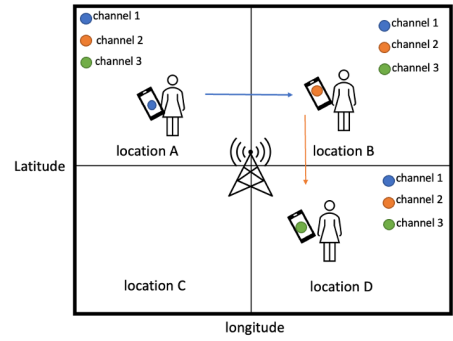 channel 1
channel 2
channel 3
channel 1
channel 2
channel 3
location A
location B
Latitude
channel 1
channel 2
channel 3
location C
location D
longitude